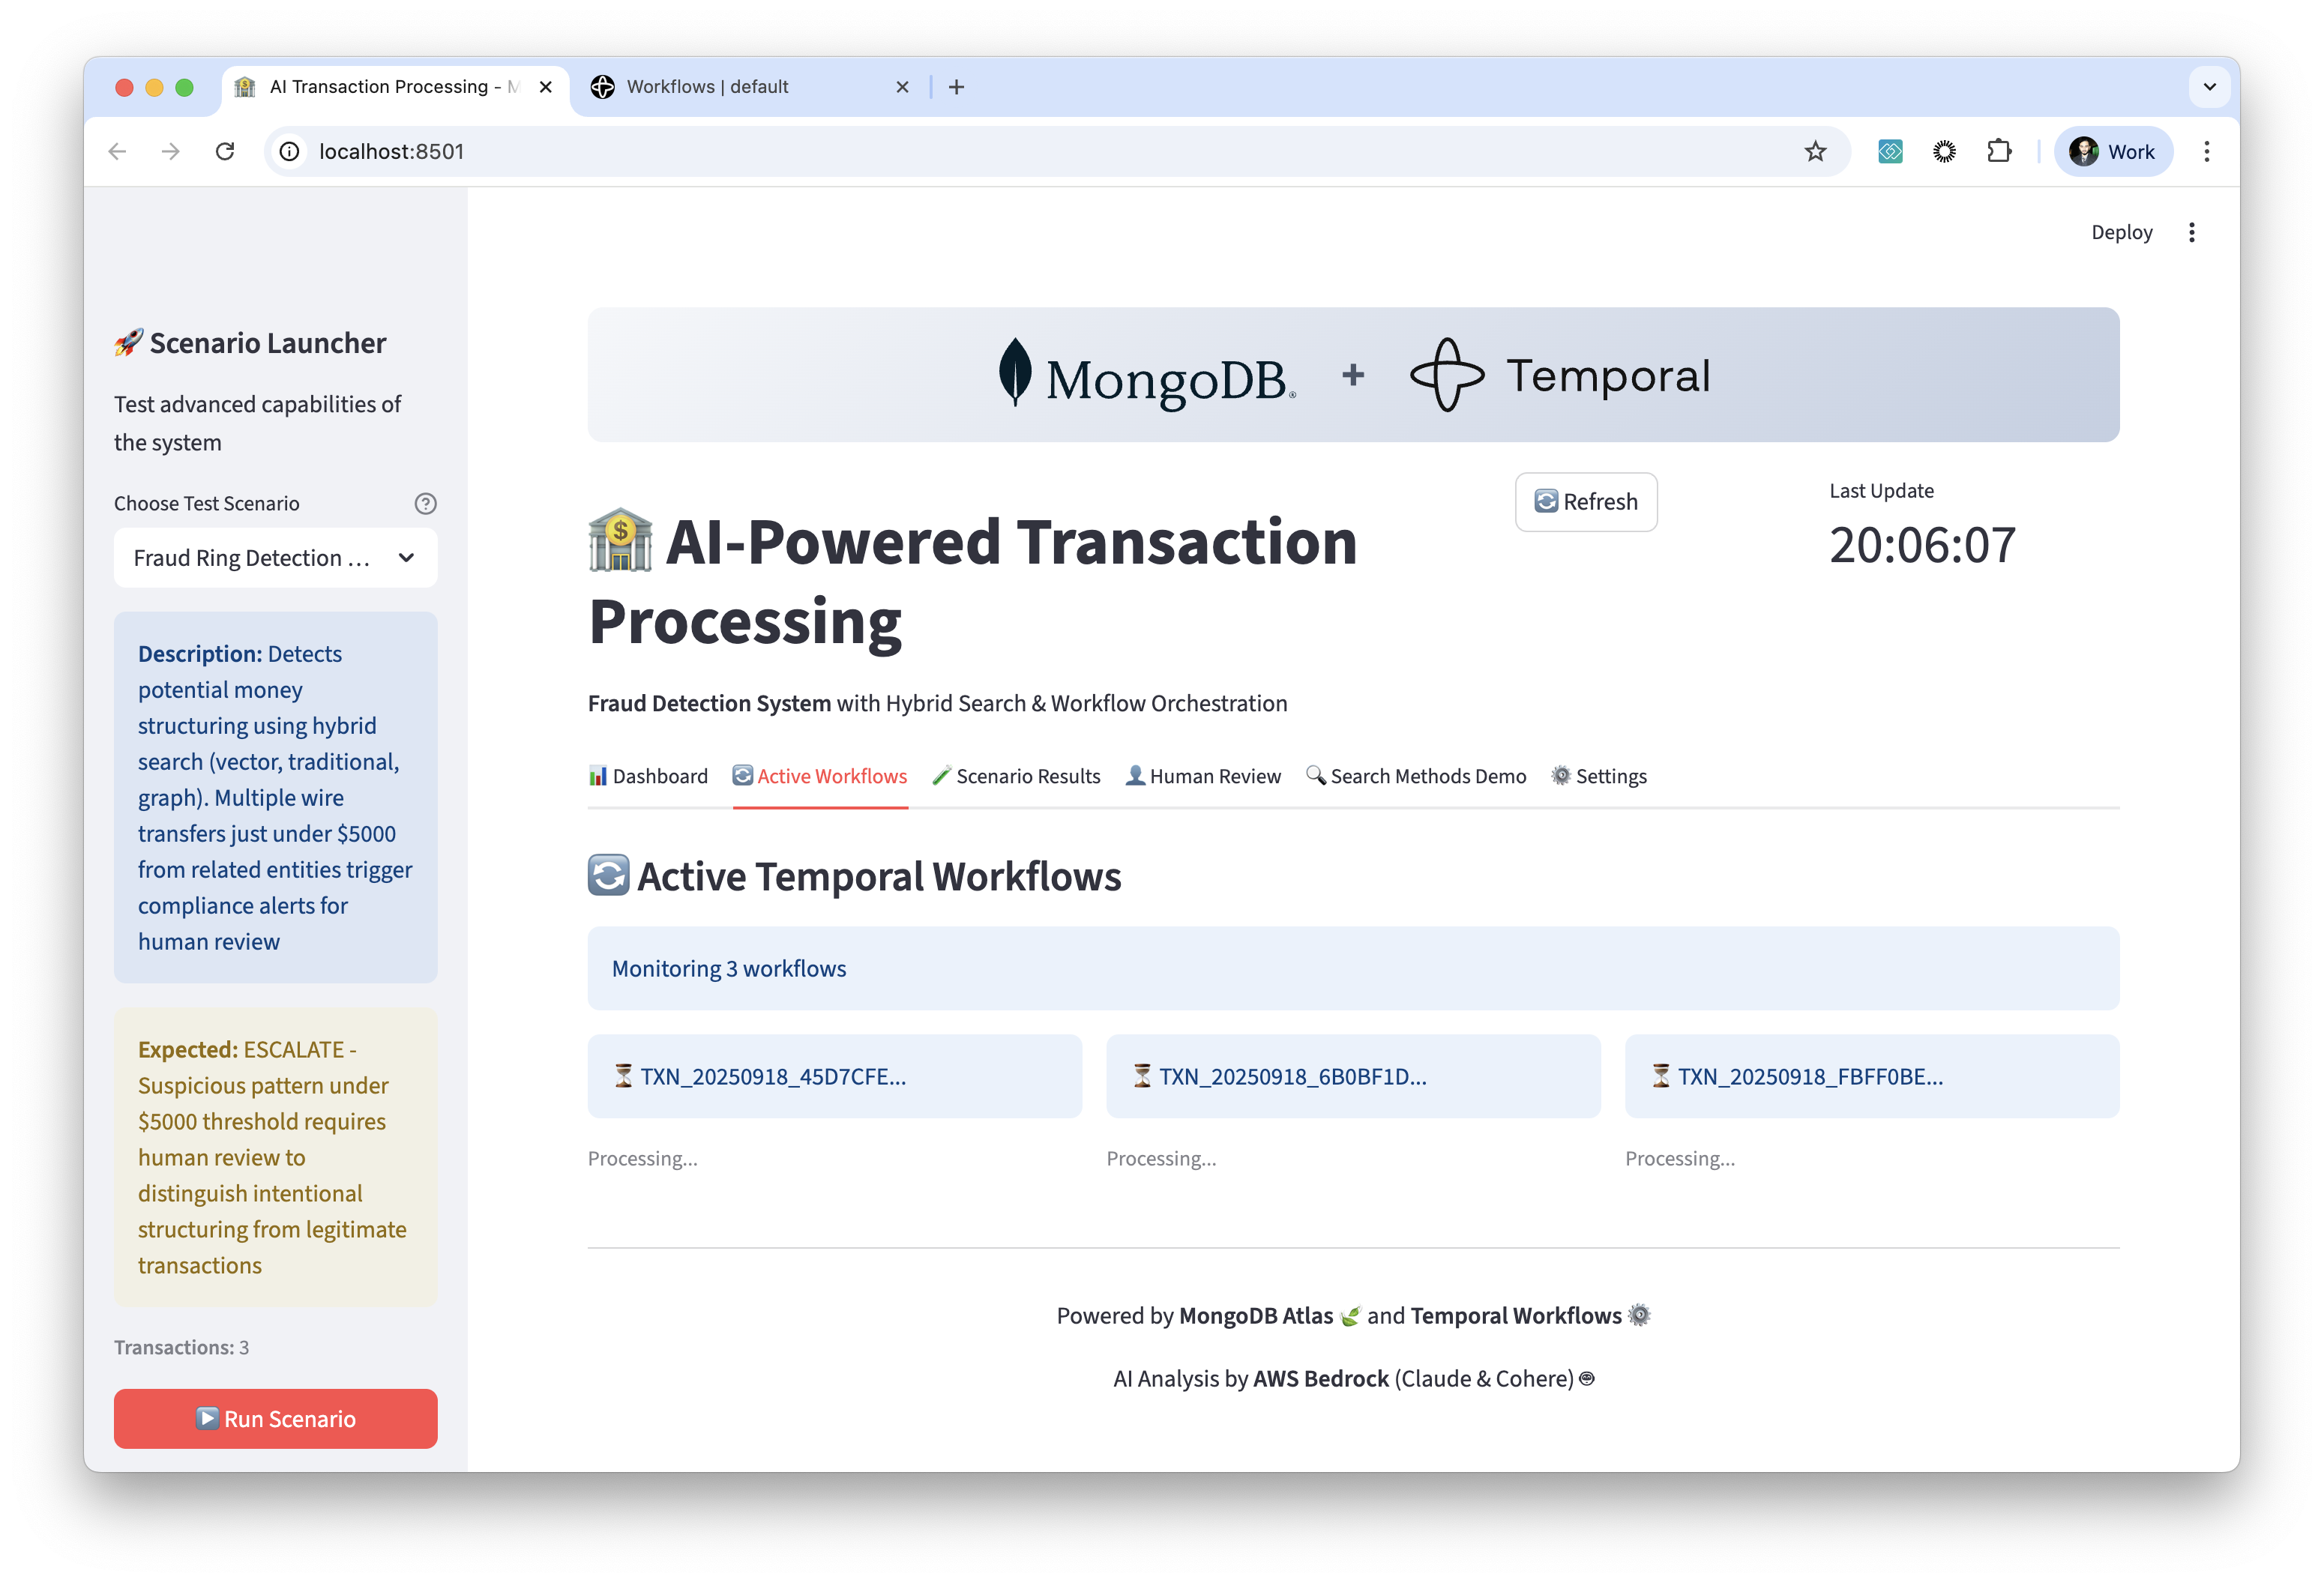 AI Transaction Processing - M
Workflows | default
localhost:8501
Work
Deploy
🚀 Scenario Launcher
Test advanced capabilities of
the system
Choose Test Scenario
Fraud Ring Detection ...
Description: Detects
potential money
structuring using hybrid
search (vector, traditional,
graph). Multiple wire
transfers just under $5000
from related entities trigger
compliance alerts for
human review
Expected: ESCALATE -
Suspicious pattern under
$5000 threshold requires
human review to
distinguish intentional
structuring from legitimate
transactions
Transactions: 3
▶️ Run Scenario
MongoDB® + Temporal
🔄 Refresh
Last Update
20:06:07
🏦 AI-Powered Transaction
Processing
Fraud Detection System with Hybrid Search & Workflow Orchestration
📊 Dashboard 🔄 Active Workflows 🧪 Scenario Results 👤 Human Review 🔍 Search Methods Demo ⚙️ Settings
🔄 Active Temporal Workflows
Monitoring 3 workflows
⏳ TXN_20250918_45D7CFE... ⏳ TXN_20250918_6B0BF1D... ⏳ TXN_20250918_FBFF0BE...
Processing... Processing... Processing...
Powered by MongoDB Atlas 🍃 and Temporal Workflows ⚙️
AI Analysis by AWS Bedrock (Claude & Cohere)